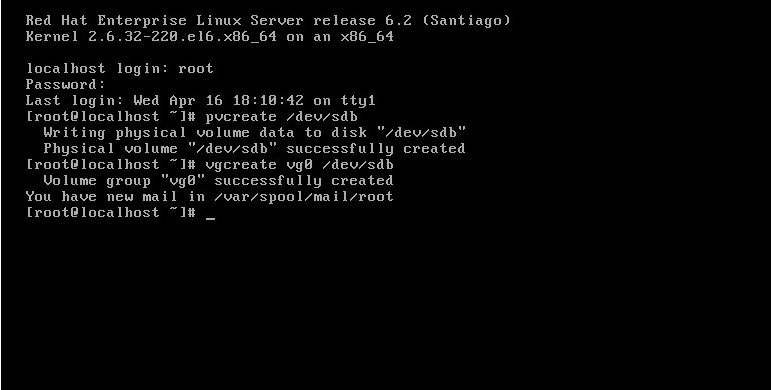 Red Hat Enterprise Linux Server release 6.2 (Santiago)
Kernel 2.6.32-220.el6.x86_64 on an x86_64
localhost login: root
Password:
Last login: Wed Apr 16 18:10:42 on tty1
[root@localhost ~]# pvcreate /dev/sdb
  Writing physical volume data to disk "/dev/sdb"
  Physical volume "/dev/sdb" successfully created
[root@localhost ~]# vgcreate vg0 /dev/sdb
  Volume group "vg0" successfully created
You have new mail in /var/spool/mail/root
[root@localhost ~]# _